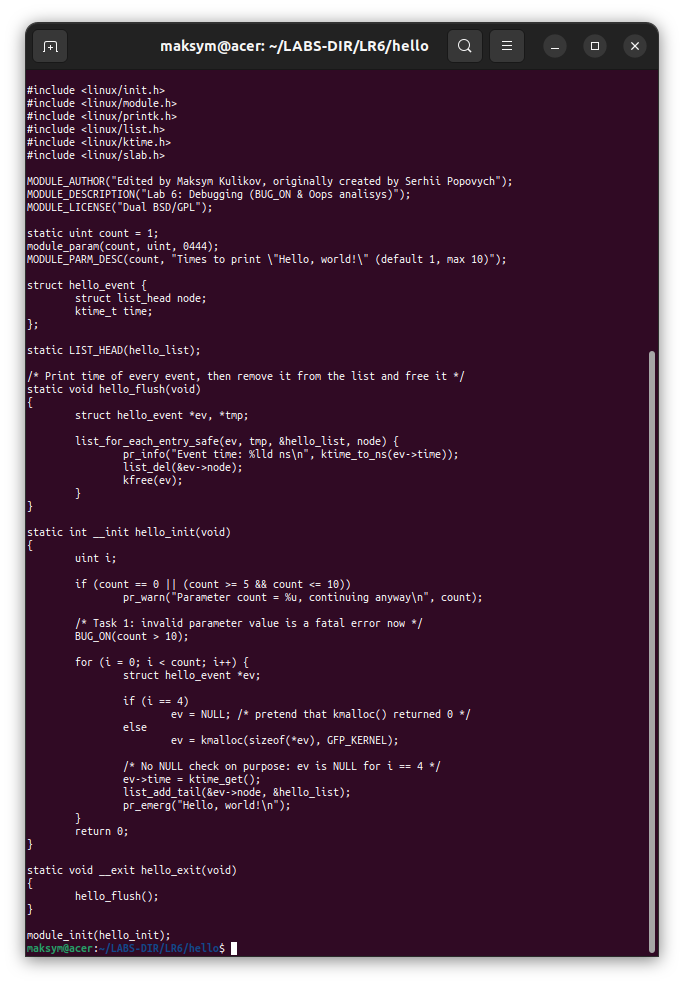 maksym@acer: ~/LABS-DIR/LR6/hello
#include <linux/init.h>
#include <linux/module.h>
#include <linux/printk.h>
#include <linux/list.h>
#include <linux/ktime.h>
#include <linux/slab.h>

MODULE_AUTHOR("Edited by Maksym Kulikov, originally created by Serhii Popovych");
MODULE_DESCRIPTION("Lab 6: Debugging (BUG_ON & Oops analisys)");
MODULE_LICENSE("Dual BSD/GPL");

static uint count = 1;
module_param(count, uint, 0444);
MODULE_PARM_DESC(count, "Times to print \"Hello, world!\" (default 1, max 10)");

struct hello_event {
        struct list_head node;
        ktime_t time;
};

static LIST_HEAD(hello_list);

/* Print time of every event, then remove it from the list and free it */
static void hello_flush(void)
{
        struct hello_event *ev, *tmp;

        list_for_each_entry_safe(ev, tmp, &hello_list, node) {
                pr_info("Event time: %lld ns\n", ktime_to_ns(ev->time));
                list_del(&ev->node);
                kfree(ev);
        }
}

static int __init hello_init(void)
{
        uint i;

        if (count == 0 || (count >= 5 && count <= 10))
                pr_warn("Parameter count = %u, continuing anyway\n", count);

        /* Task 1: invalid parameter value is a fatal error now */
        BUG_ON(count > 10);

        for (i = 0; i < count; i++) {
                struct hello_event *ev;

                if (i == 4)
                        ev = NULL; /* pretend that kmalloc() returned 0 */
                else
                        ev = kmalloc(sizeof(*ev), GFP_KERNEL);

                /* No NULL check on purpose: ev is NULL for i == 4 */
                ev->time = ktime_get();
                list_add_tail(&ev->node, &hello_list);
                pr_emerg("Hello, world!\n");
        }
        return 0;
}

static void __exit hello_exit(void)
{
        hello_flush();
}

module_init(hello_init);
maksym@acer:~/LABS-DIR/LR6/hello$